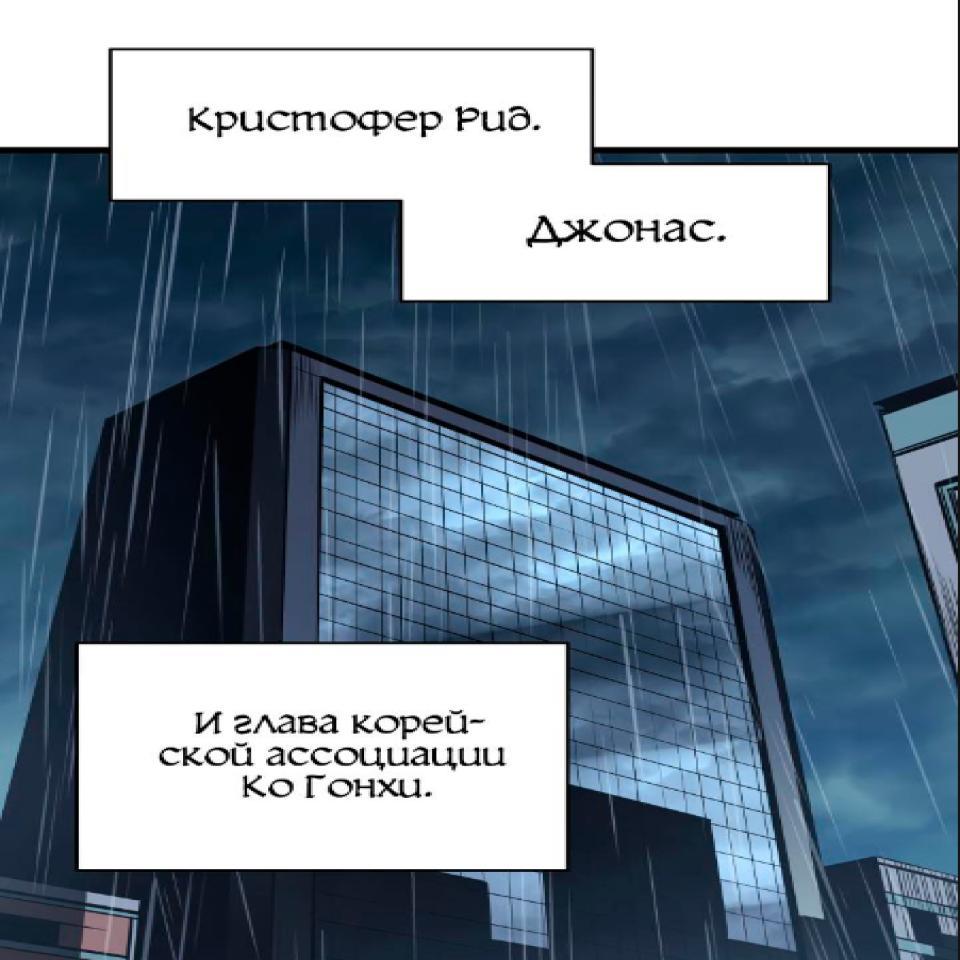 Кристофер Рид.
Джонас.
И глава корей-
ской ассоциации
Ко Гонхи.